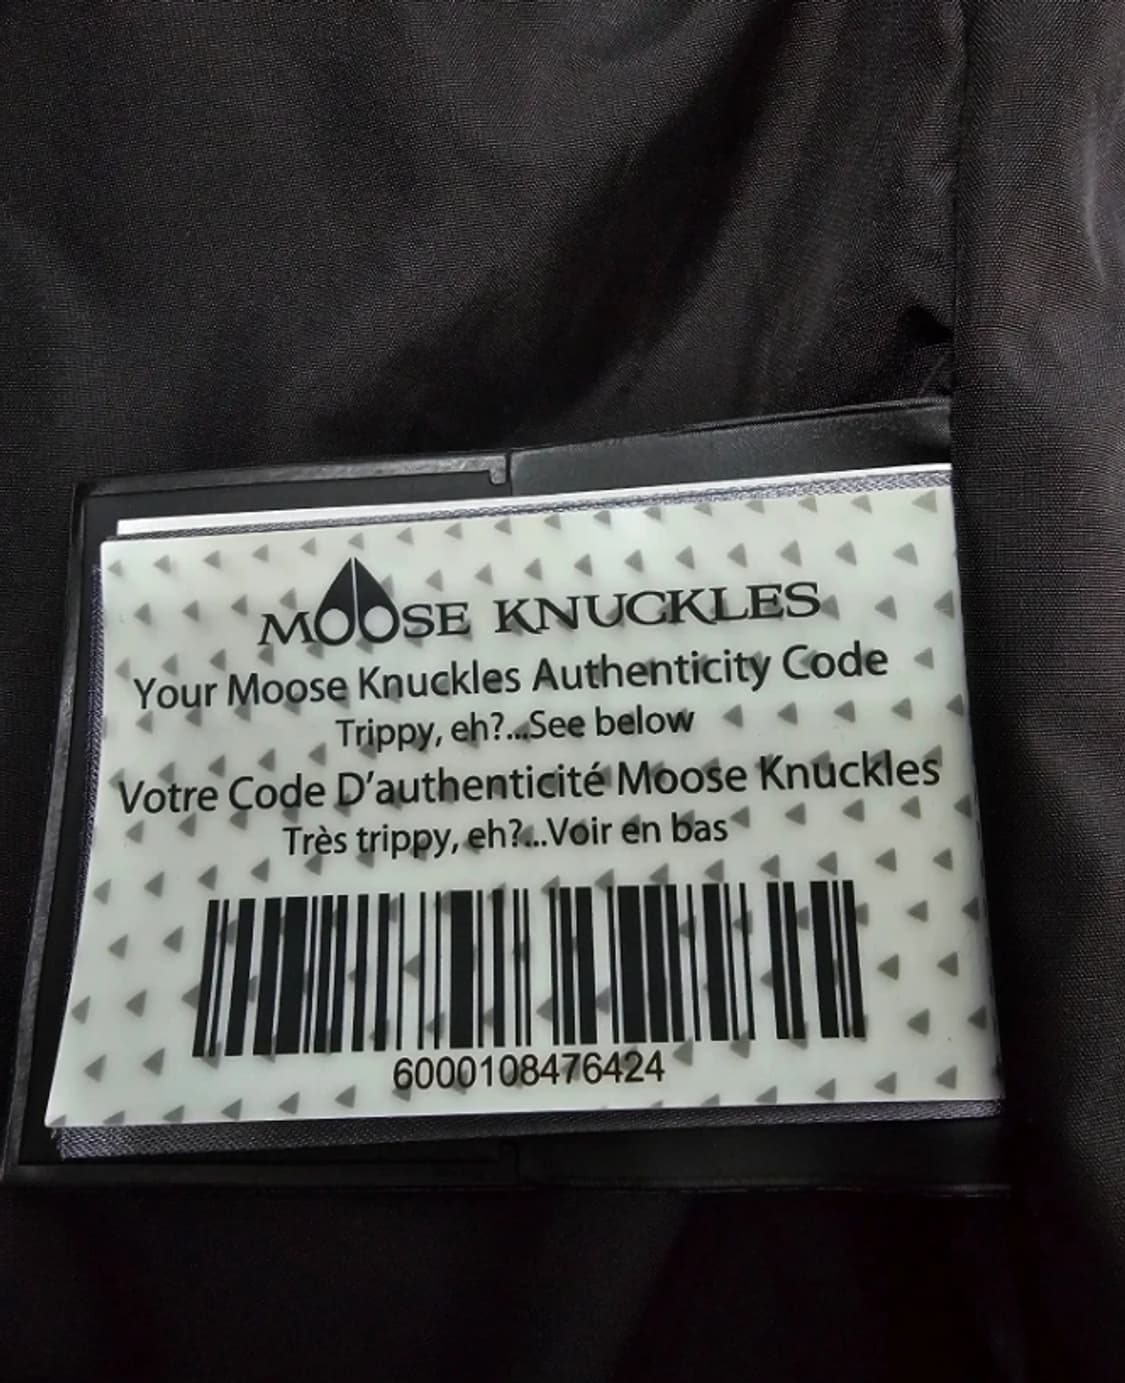 MOOSE KNUCKLES
Your Moose Knuckles Authenticity Code
Trippy, eh?...See below
Votre Code D'authenticité Moose Knuckles
Très trippy, eh?...Voir en bas
6000108476424